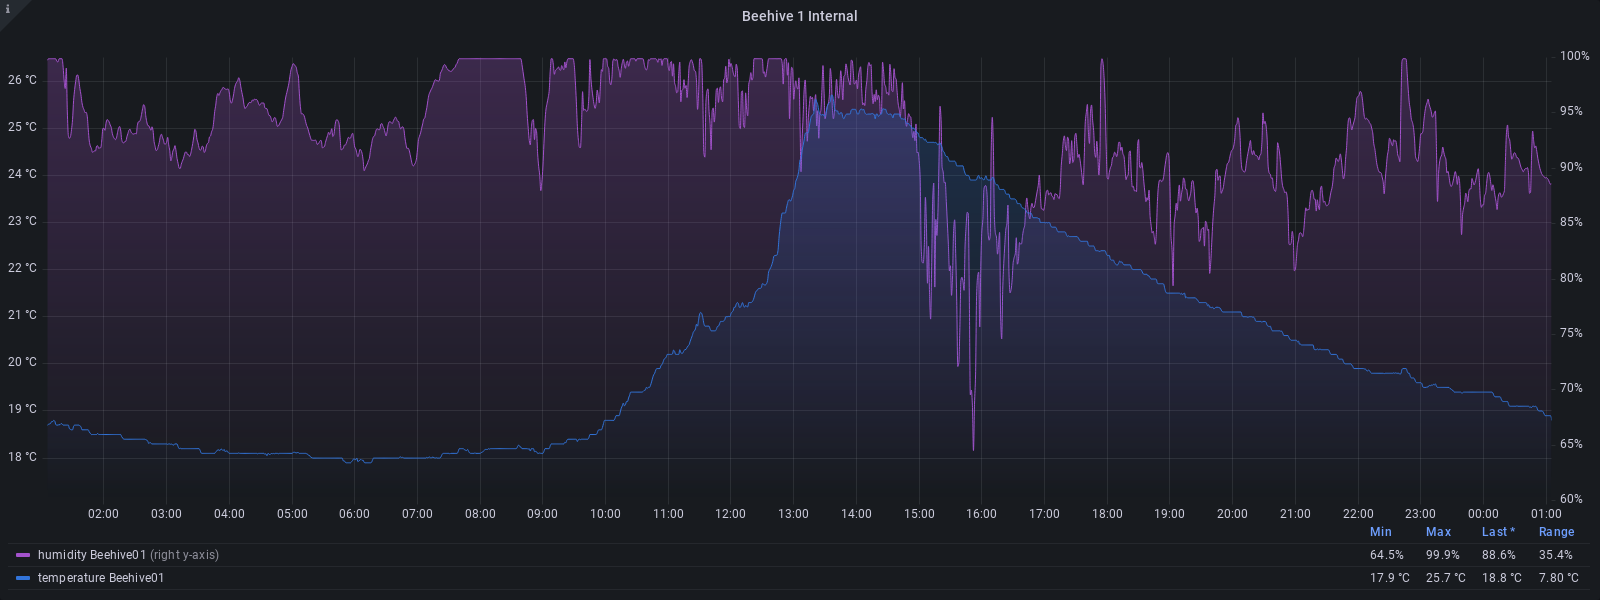 i
Beehive 1 Internal
26 °C
25 °C
24 °C
23 °C
22 °C
21 °C
20 °C
19 °C
18 °C
100%
95%
90%
85%
80%
75%
70%
65%
60%
02:00 03:00 04:00 05:00 06:00 07:00 08:00 09:00 10:00 11:00 12:00 13:00 14:00 15:00 16:00 17:00 18:00 19:00 20:00 21:00 22:00 23:00 00:00 01:00
Min Max Last * Range
humidity Beehive01 (right y-axis) 64.5% 99.9% 88.6% 35.4%
temperature Beehive01 17.9 °C 25.7 °C 18.8 °C 7.80 °C